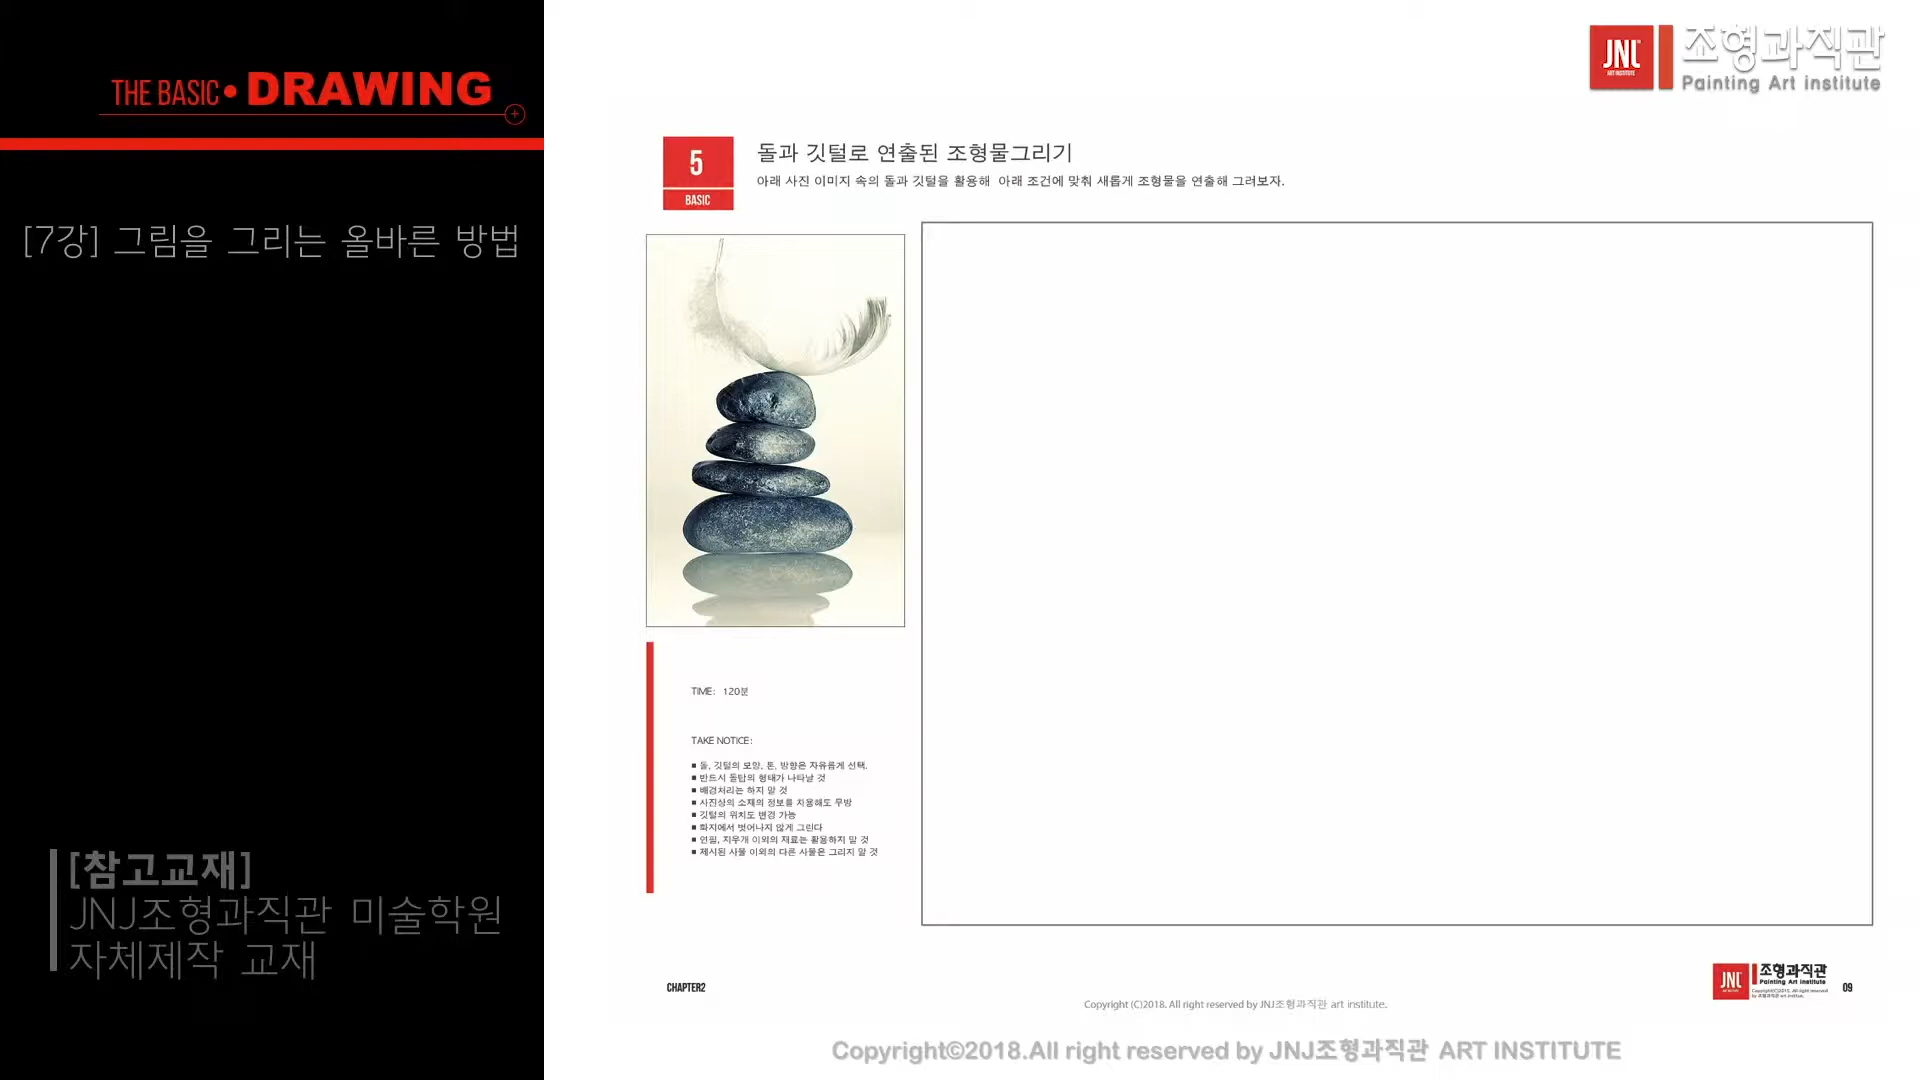 THE BASIC • DRAWING
[7강] 그림을 그리는 올바른 방법
[참고교재]
JNJ조형과직관 미술학원
자체제작 교재
JNJ 조형과직관
ART INSTITUTE
Painting Art institute
5
BASIC
돌과 깃털로 연출된 조형물그리기
아래 사진 이미지 속의 돌과 깃털을 활용해 아래 조건에 맞춰 새롭게 조형물을 연출해 그려보자.
TIME: 120분
TAKE NOTICE:
■ 돌, 깃털의 모양, 톤, 방향은 자유롭게 선택.
■ 반드시 돌탑의 형태가 나타날 것
■ 배경처리는 하지 말 것
■ 사진상의 소재의 정보를 차용해도 무방
■ 깃털의 위치도 변경 가능
■ 화지에서 벗어나지 않게 그린다
■ 연필, 지우개 이외의 재료는 활용하지 말 것
■ 제시된 사물 이외의 다른 사물은 그리지 말 것
CHAPTER2
Copyright (C)2018. All right reserved by JNJ조형과직관 art institute.
JNJ 조형과직관
Painting Art institute
09
Copyright©2018.All right reserved by JNJ조형과직관 ART INSTITUTE